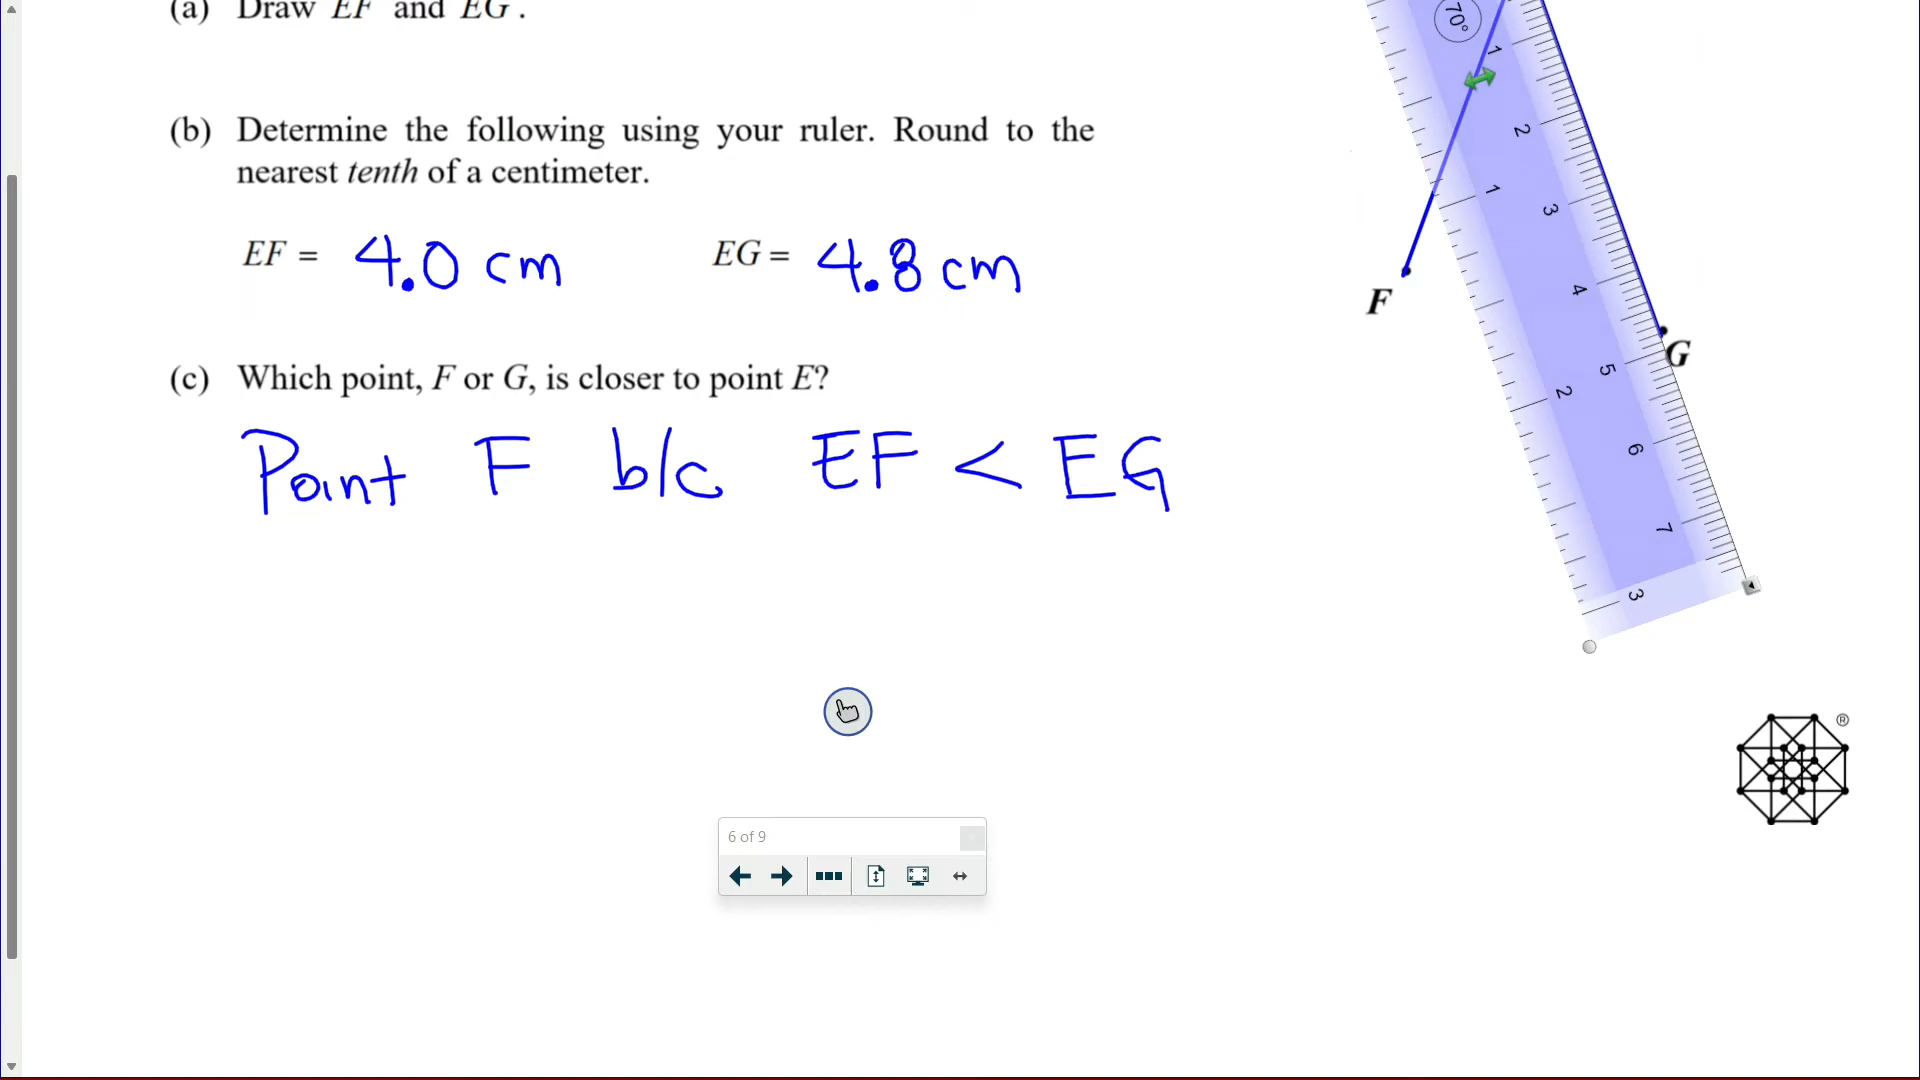 (a) Draw EF and EG.
(b) Determine the following using your ruler. Round to the
nearest tenth of a centimeter.
EF = 4.0 cm EG = 4.8 cm
(c) Which point, F or G, is closer to point E?
Point F b/c EF < EG
70°
1
2
3
4
5
6
7
1
2
3
F
G
®
6 of 9